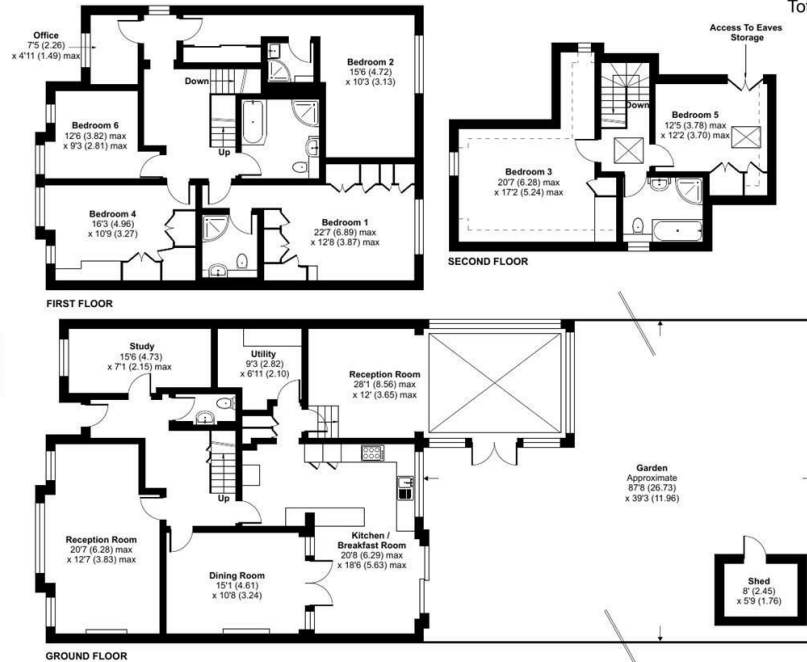 To
Office
7'5 (2.26)
x 4'11 (1.49) max
Bedroom 2
15'6 (4.72)
x 10'3 (3.13)
Down
Bedroom 6
12'6 (3.82) max
x 9'3 (2.81) max
Up
Bedroom 4
16'3 (4.96)
x 10'9 (3.27)
Bedroom 1
22'7 (6.89) max
x 12'8 (3.87) max
FIRST FLOOR
Access To Eaves
Storage
Down
Bedroom 5
12'5 (3.78) max
x 12'2 (3.70) max
Bedroom 3
20'7 (6.28) max
x 17'2 (5.24) max
SECOND FLOOR
Study
15'6 (4.73)
x 7'1 (2.15) max
Utility
9'3 (2.82)
x 6'11 (2.10)
Reception Room
28'1 (8.56) max
x 12' (3.65) max
Up
Reception Room
20'7 (6.28) max
x 12'7 (3.83) max
Dining Room
15'1 (4.61)
x 10'8 (3.24)
Kitchen /
Breakfast Room
20'8 (6.29) max
x 18'6 (5.63) max
Garden
Approximate
87'8 (26.73)
x 39'3 (11.96)
Shed
8' (2.45)
x 5'9 (1.76)
GROUND FLOOR